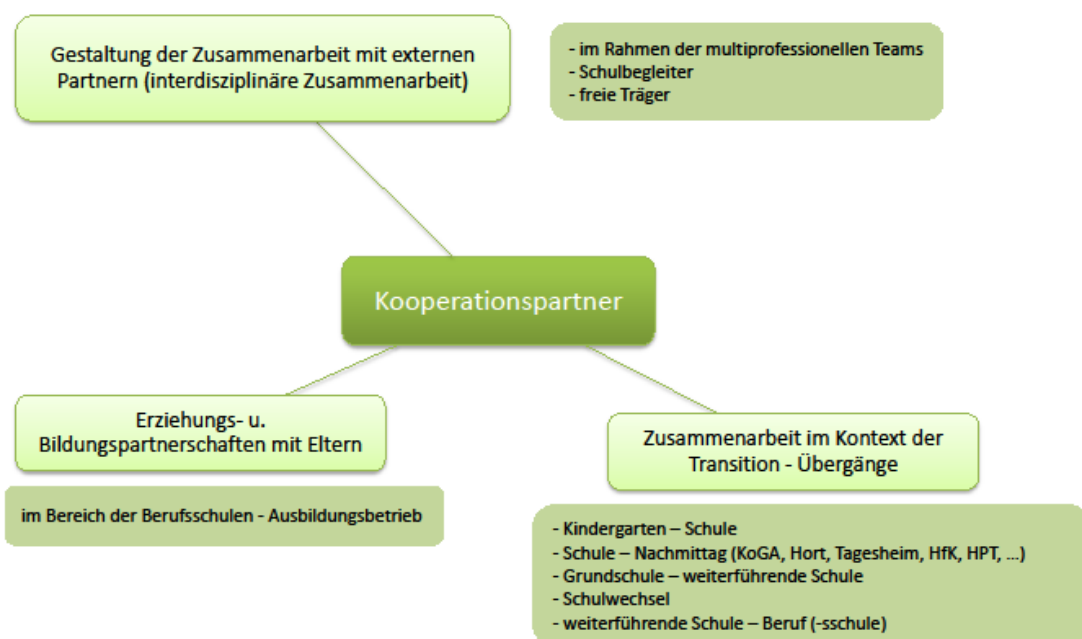 Gestaltung der Zusammenarbeit mit externen
Partnern (interdisziplinäre Zusammenarbeit)
- im Rahmen der multiprofessionellen Teams
- Schulbegleiter
- freie Träger
Kooperationspartner
Erziehungs- u.
Bildungspartnerschaften mit Eltern
im Bereich der Berufsschulen - Ausbildungsbetrieb
Zusammenarbeit im Kontext der
Transition - Übergänge
- Kindergarten – Schule
- Schule – Nachmittag (KoGA, Hort, Tagesheim, HfK, HPT, ...)
- Grundschule – weiterführende Schule
- Schulwechsel
- weiterführende Schule – Beruf (-sschule)